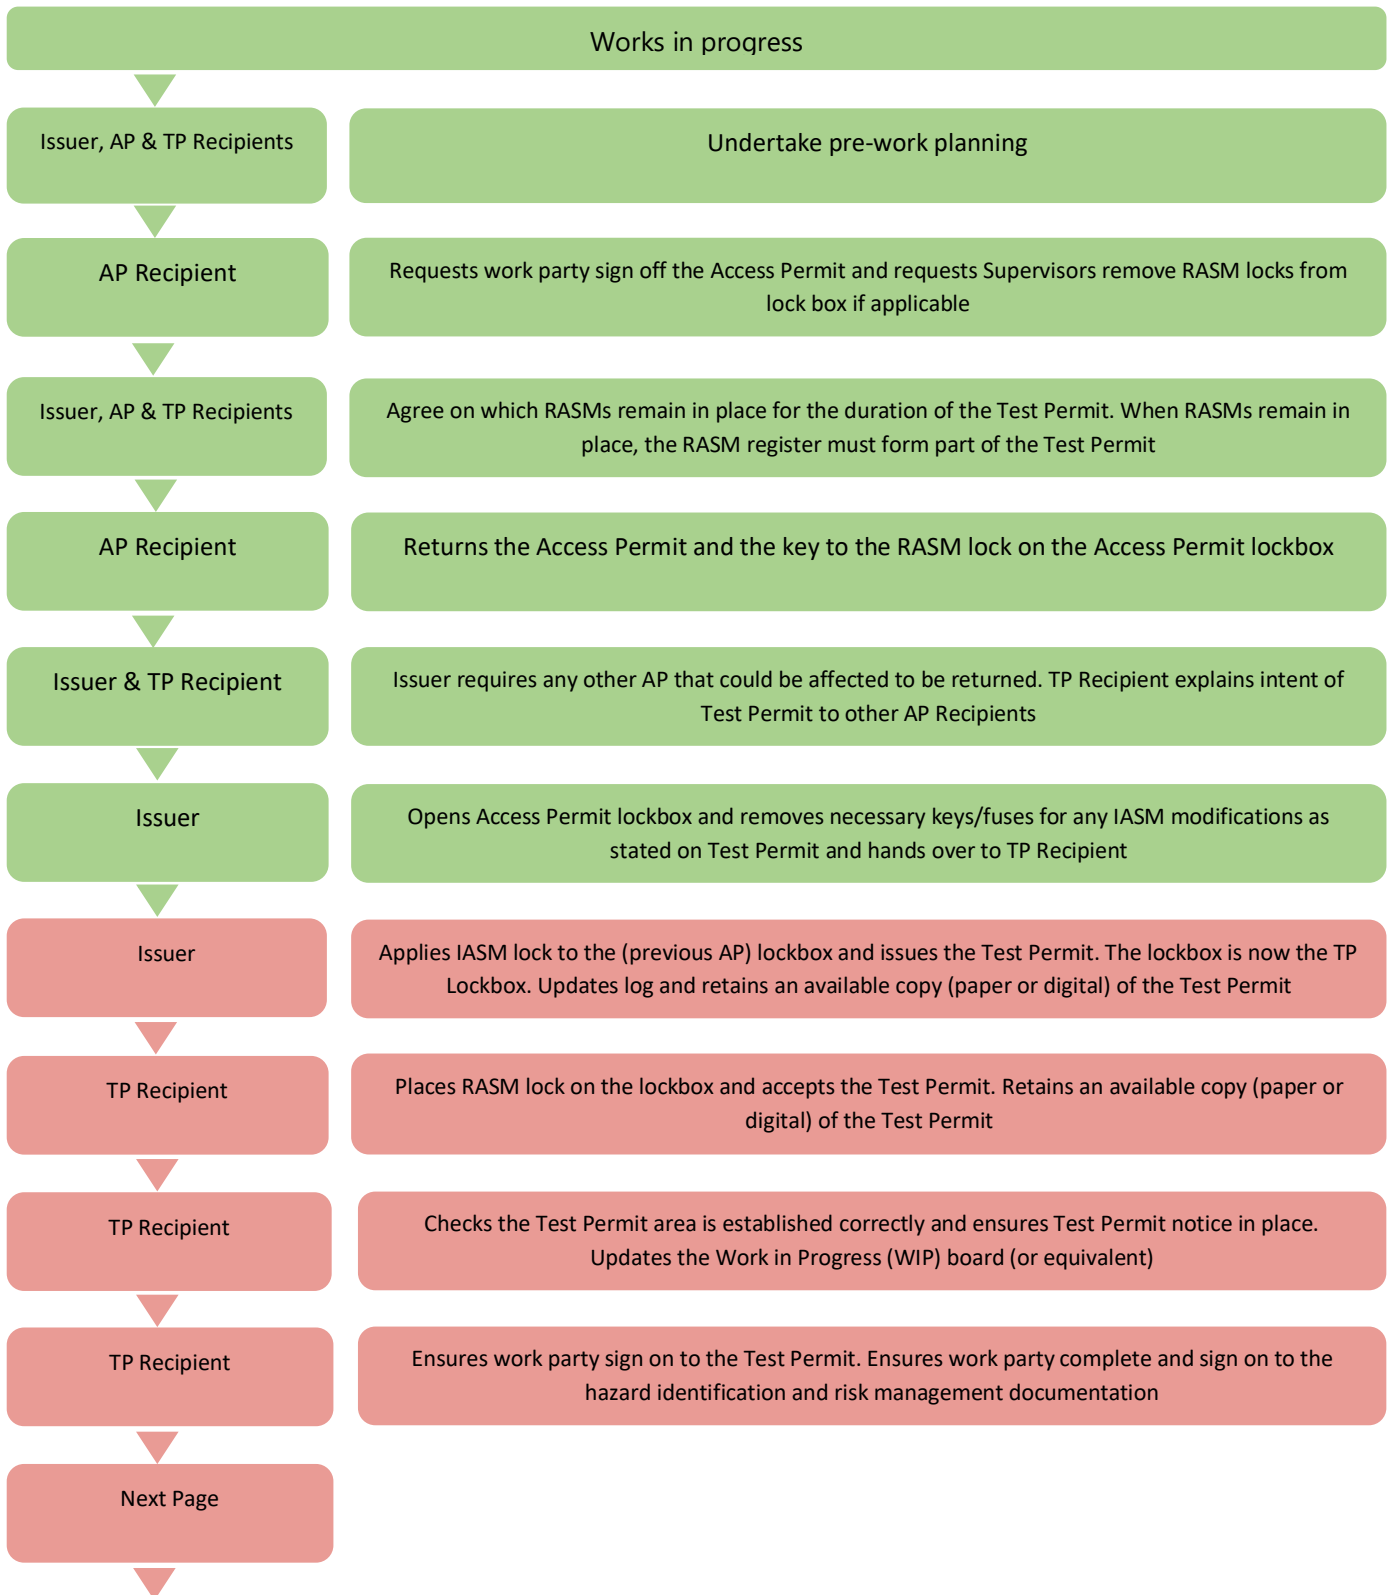 Works in progress
Issuer, AP & TP Recipients
Undertake pre-work planning
AP Recipient
Requests work party sign off the Access Permit and requests Supervisors remove RASM locks from
lock box if applicable
Issuer, AP & TP Recipients
Agree on which RASMs remain in place for the duration of the Test Permit. When RASMs remain in
place, the RASM register must form part of the Test Permit
AP Recipient
Returns the Access Permit and the key to the RASM lock on the Access Permit lockbox
Issuer & TP Recipient
Issuer requires any other AP that could be affected to be returned. TP Recipient explains intent of
Test Permit to other AP Recipients
Issuer
Opens Access Permit lockbox and removes necessary keys/fuses for any IASM modifications as
stated on Test Permit and hands over to TP Recipient
Issuer
Applies IASM lock to the (previous AP) lockbox and issues the Test Permit. The lockbox is now the TP
Lockbox. Updates log and retains an available copy (paper or digital) of the Test Permit
TP Recipient
Places RASM lock on the lockbox and accepts the Test Permit. Retains an available copy (paper or
digital) of the Test Permit
TP Recipient
Checks the Test Permit area is established correctly and ensures Test Permit notice in place.
Updates the Work in Progress (WIP) board (or equivalent)
TP Recipient
Ensures work party sign on to the Test Permit. Ensures work party complete and sign on to the
hazard identification and risk management documentation
Next Page